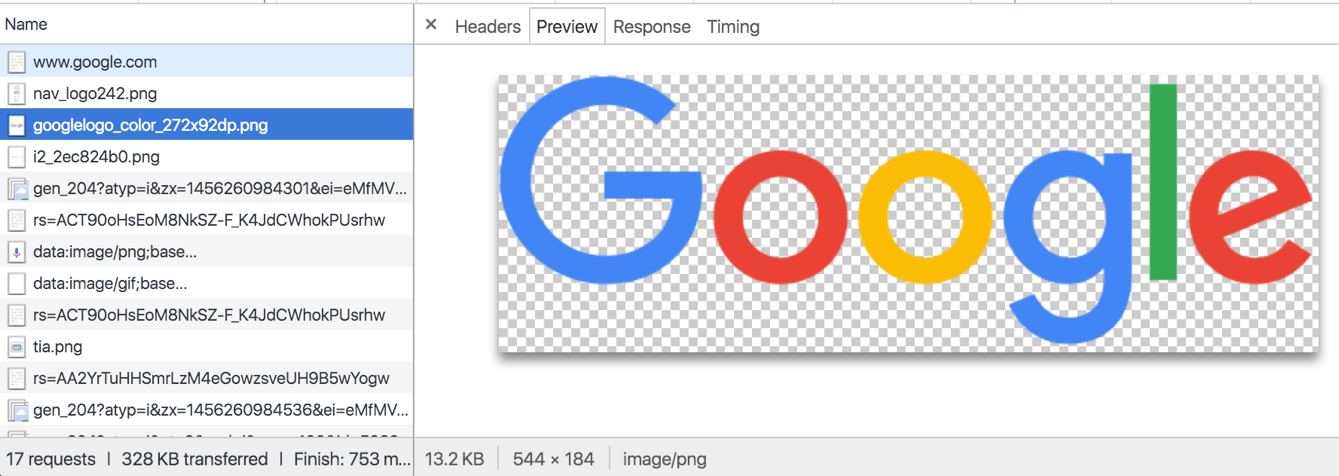 Name
www.google.com
nav_logo242.png
googlelogo_color_272x92dp.png
i2_2ec824b0.png
gen_204?atyp=i&zx=1456260984301&ei=eMfMV...
rs=ACT90oHsEoM8NkSZ-F_K4JdCWhokPUsrhw
data:image/png;base...
data:image/gif;base...
rs=ACT90oHsEoM8NkSZ-F_K4JdCWhokPUsrhw
tia.png
rs=AA2YrTuHHSmrLzM4eGowzsveUH9B5wYogw
gen_204?atyp=i&zx=1456260984536&ei=eMfMV...
17 requests | 328 KB transferred | Finish: 753 m...
× Headers Preview Response Timing
Google
13.2 KB 544 × 184 image/png